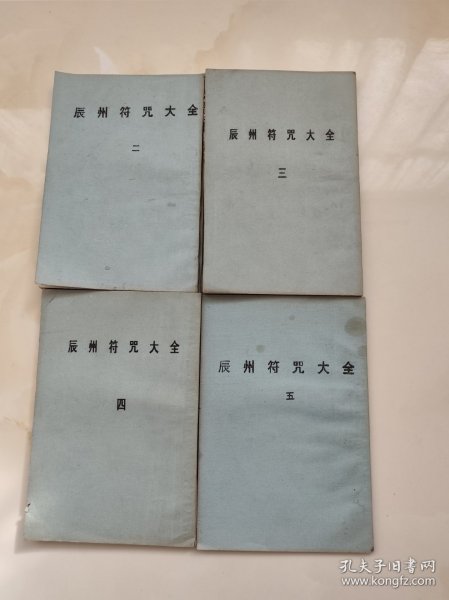 辰州符咒大全
二
辰州符咒大全
三
辰州符咒大全
四
辰州符咒大全
五
孔夫子旧书网
www.kongfz.com